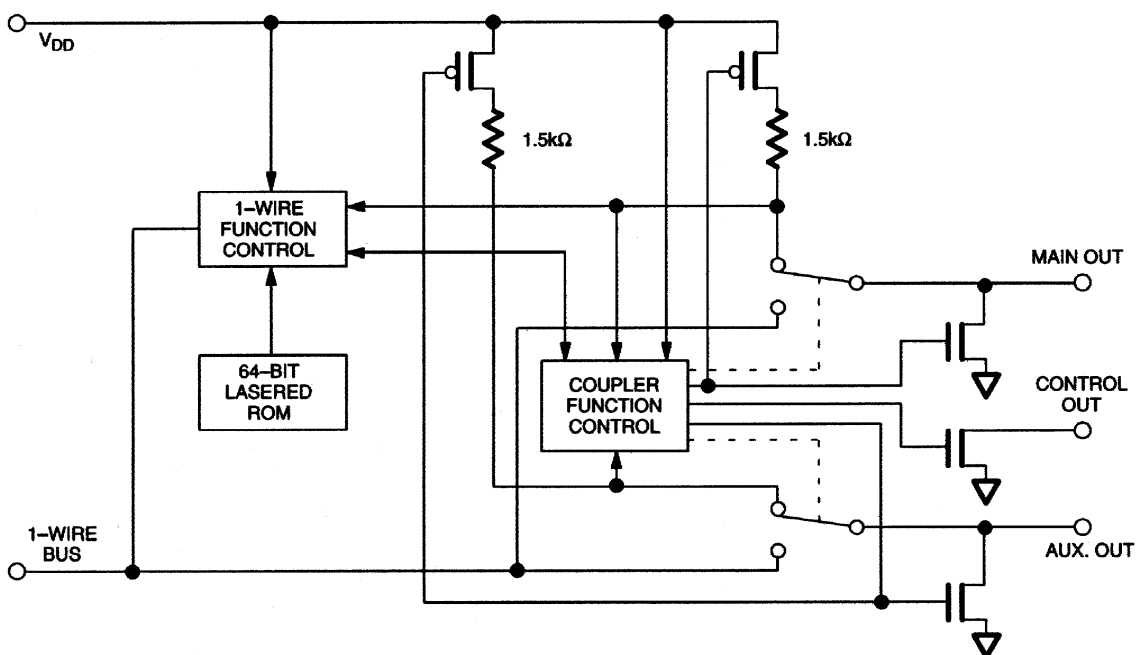 VDD
1.5kΩ
1.5kΩ
1–WIRE
FUNCTION
CONTROL
MAIN OUT
64–BIT
LASERED
ROM
COUPLER
FUNCTION
CONTROL
CONTROL
OUT
1–WIRE
BUS
AUX. OUT